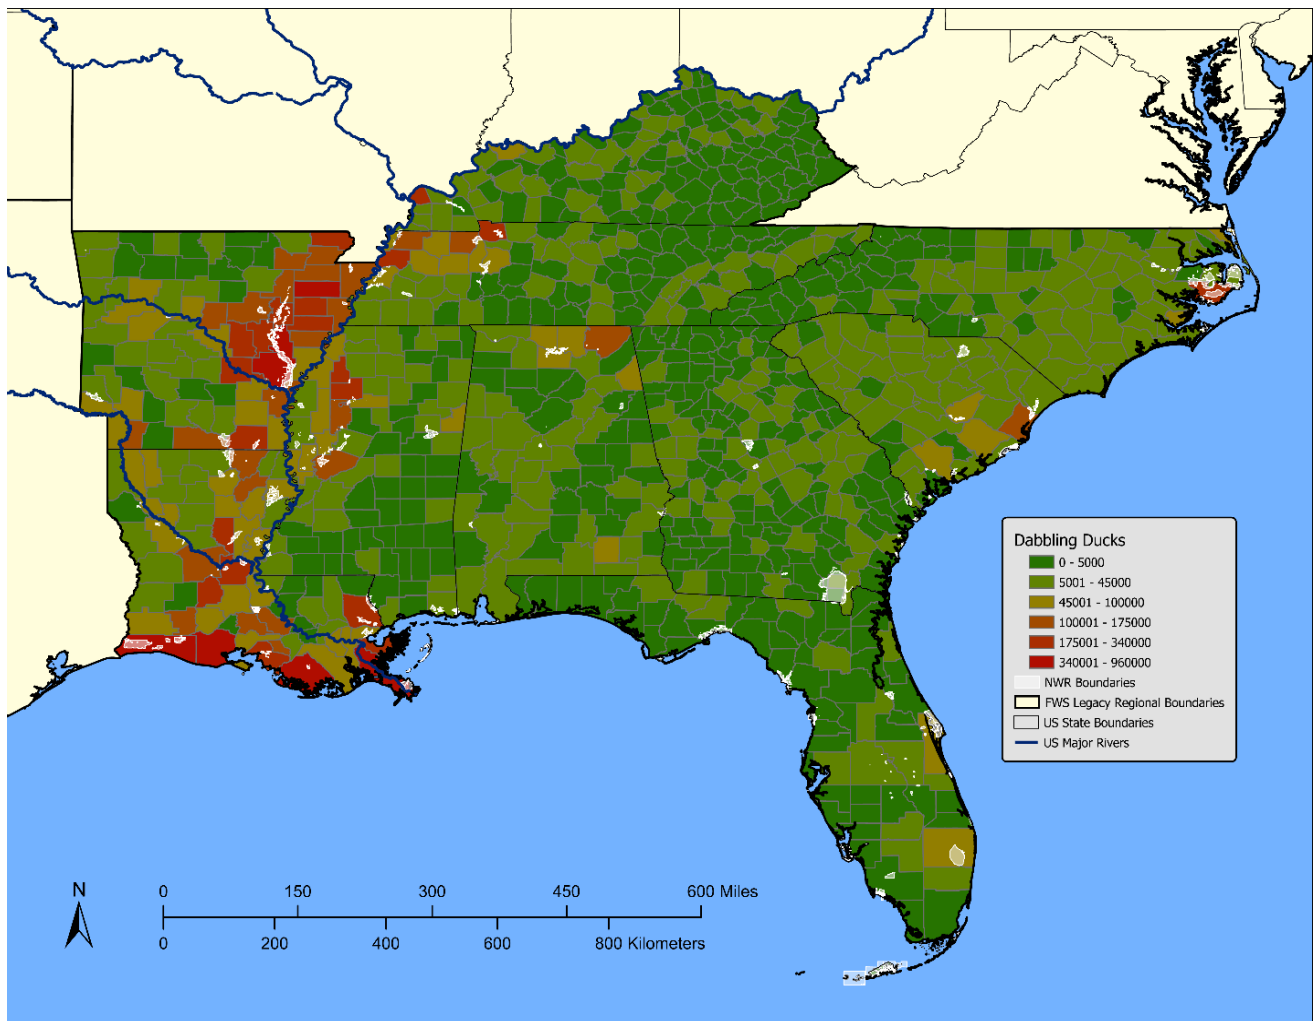 Dabbling Ducks
0 - 5000
5001 - 45000
45001 - 100000
100001 - 175000
175001 - 340000
340001 - 960000
NWR Boundaries
FWS Legacy Regional Boundaries
US State Boundaries
US Major Rivers
N
0 150 300 450 600 Miles
0 200 400 600 800 Kilometers